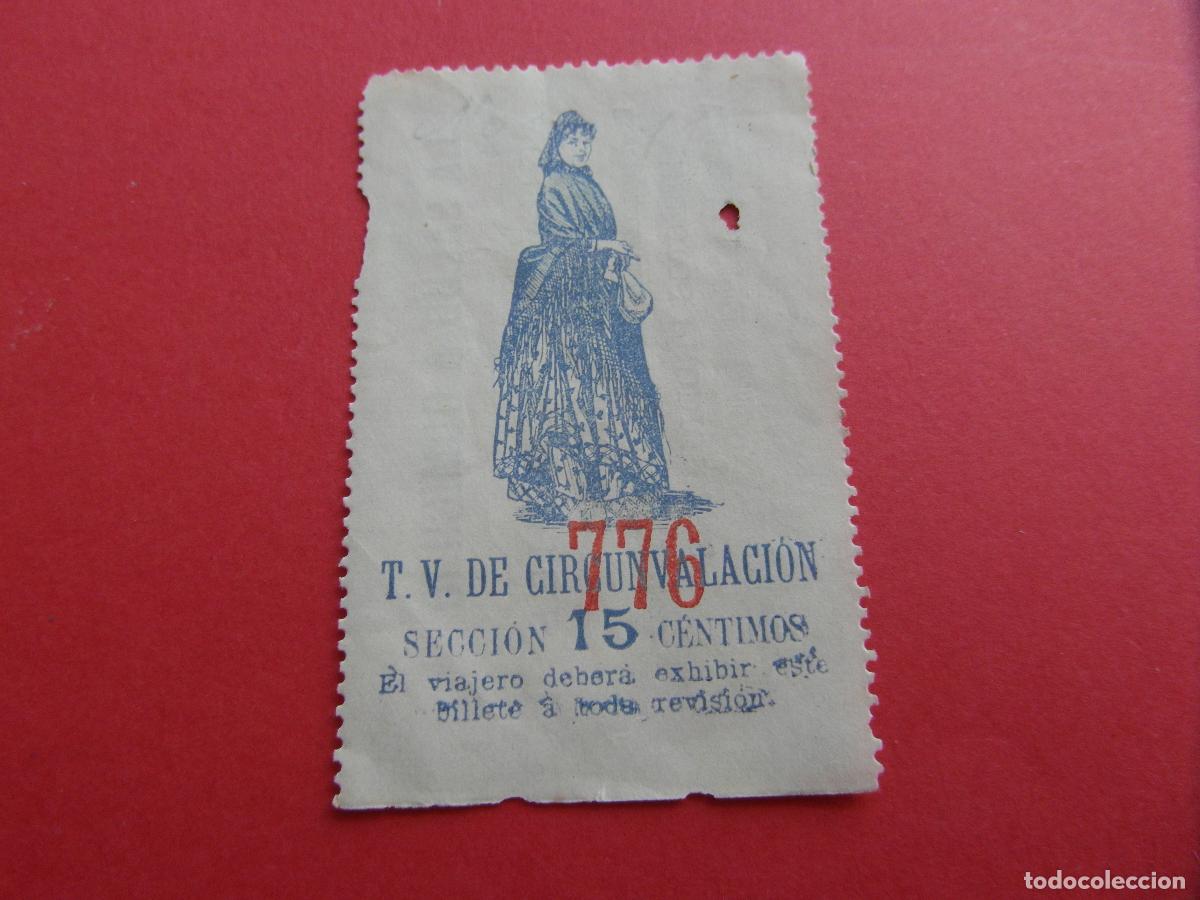 776
T. V. DE CIRCUNVALACIÓN
SECCIÓN 15 CÉNTIMOS
El viajero deberá exhibir este
billete à toda revisión.
todocoleccion